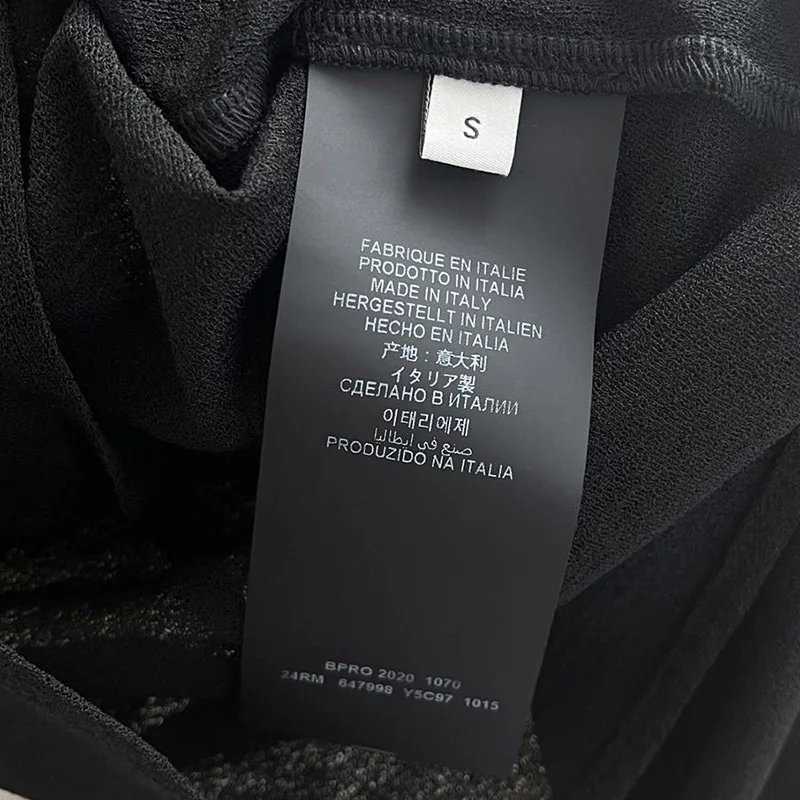 S
FABRIQUE EN ITALIE
PRODOTTO IN ITALIA
MADE IN ITALY
HERGESTELLT IN ITALIEN
HECHO EN ITALIA
产地：意大利
イタリア製
СДЕЛАНО В ИТАЛИИ
이태리에제
صنع في إيطاليا
PRODUZIDO NA ITALIA
BPRO 2020 1070
24RM 647998 Y5C97 1015